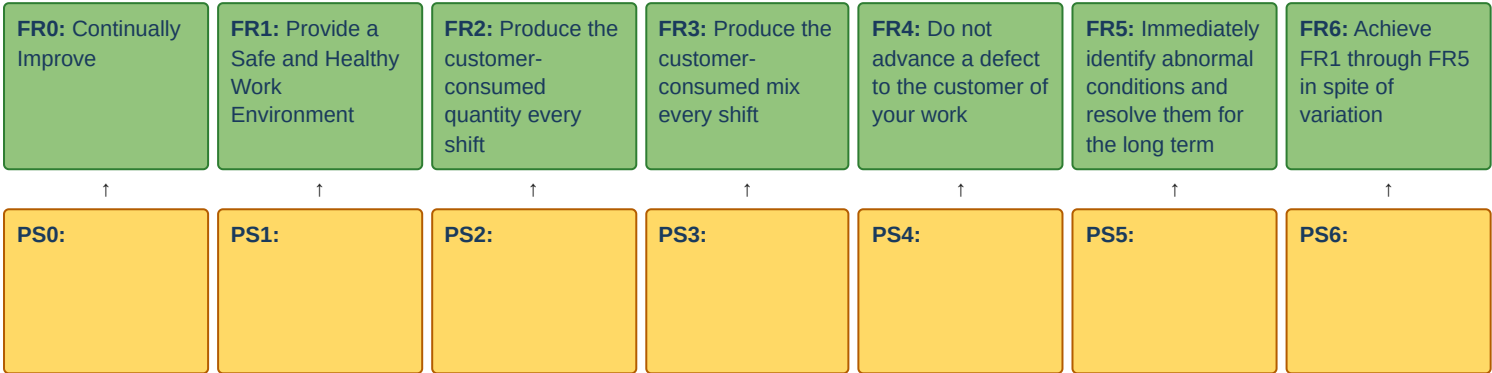 FR0: Continually
Improve
FR1: Provide a
Safe and Healthy
Work
Environment
FR2: Produce the
customer-
consumed
quantity every
shift
FR3: Produce the
customer-
consumed mix
every shift
FR4: Do not
advance a defect
to the customer of
your work
FR5: Immediately
identify abnormal
conditions and
resolve them for
the long term
FR6: Achieve
FR1 through FR5
in spite of
variation
↑
↑
↑
↑
↑
↑
↑
PS0:
PS1:
PS2:
PS3:
PS4:
PS5:
PS6: